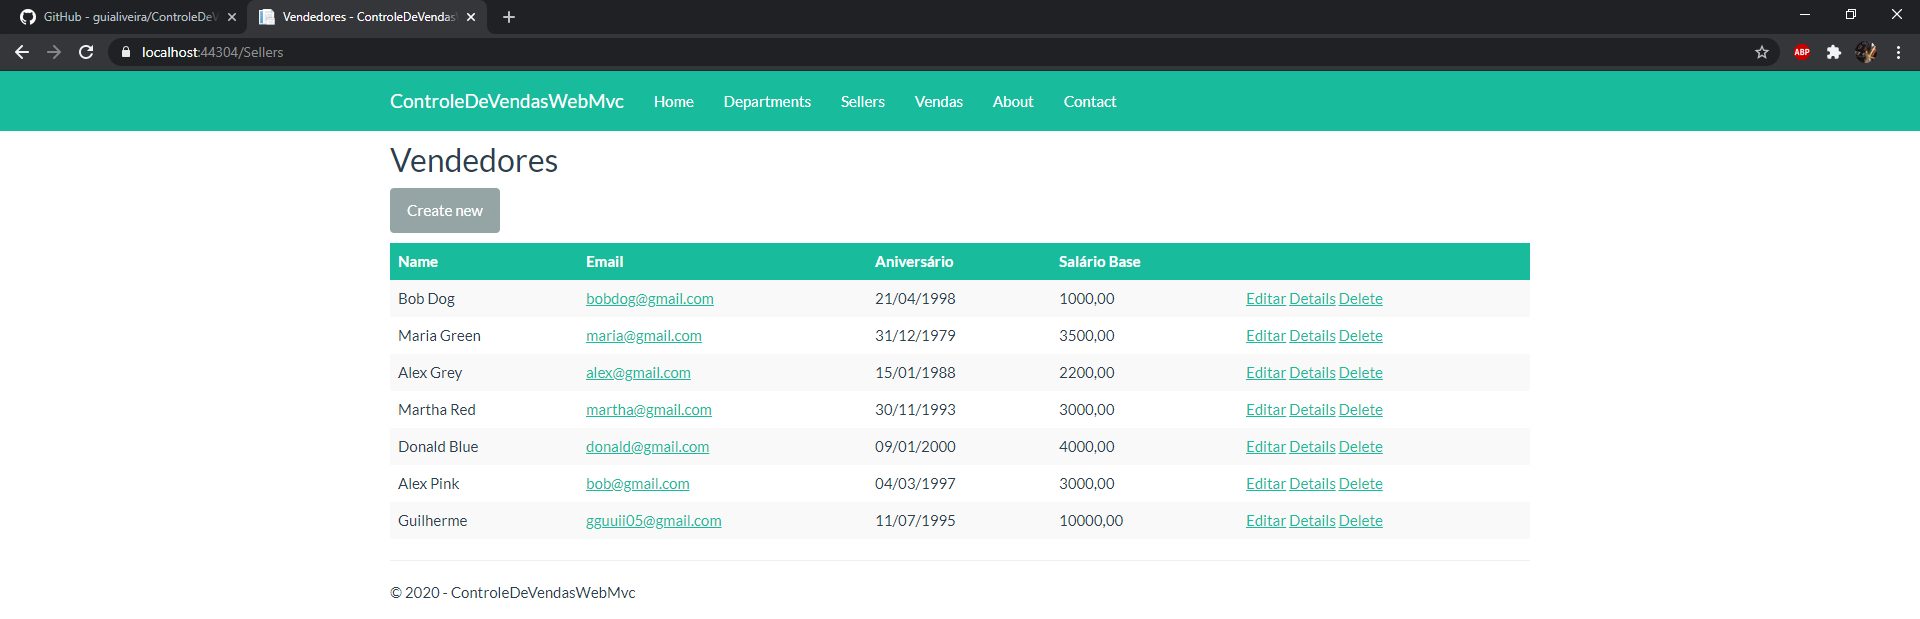 GitHub - guialiveira/ControleDeV
Vendedores - ControleDeVendas
localhost:44304/Sellers
ABP
ControleDeVendasWebMvc Home Departments Sellers Vendas About Contact
Vendedores
Create new
Name Email Aniversário Salário Base
Bob Dog bobdog@gmail.com 21/04/1998 1000,00 Editar Details Delete
Maria Green maria@gmail.com 31/12/1979 3500,00 Editar Details Delete
Alex Grey alex@gmail.com 15/01/1988 2200,00 Editar Details Delete
Martha Red martha@gmail.com 30/11/1993 3000,00 Editar Details Delete
Donald Blue donald@gmail.com 09/01/2000 4000,00 Editar Details Delete
Alex Pink bob@gmail.com 04/03/1997 3000,00 Editar Details Delete
Guilherme gguuii05@gmail.com 11/07/1995 10000,00 Editar Details Delete
© 2020 - ControleDeVendasWebMvc